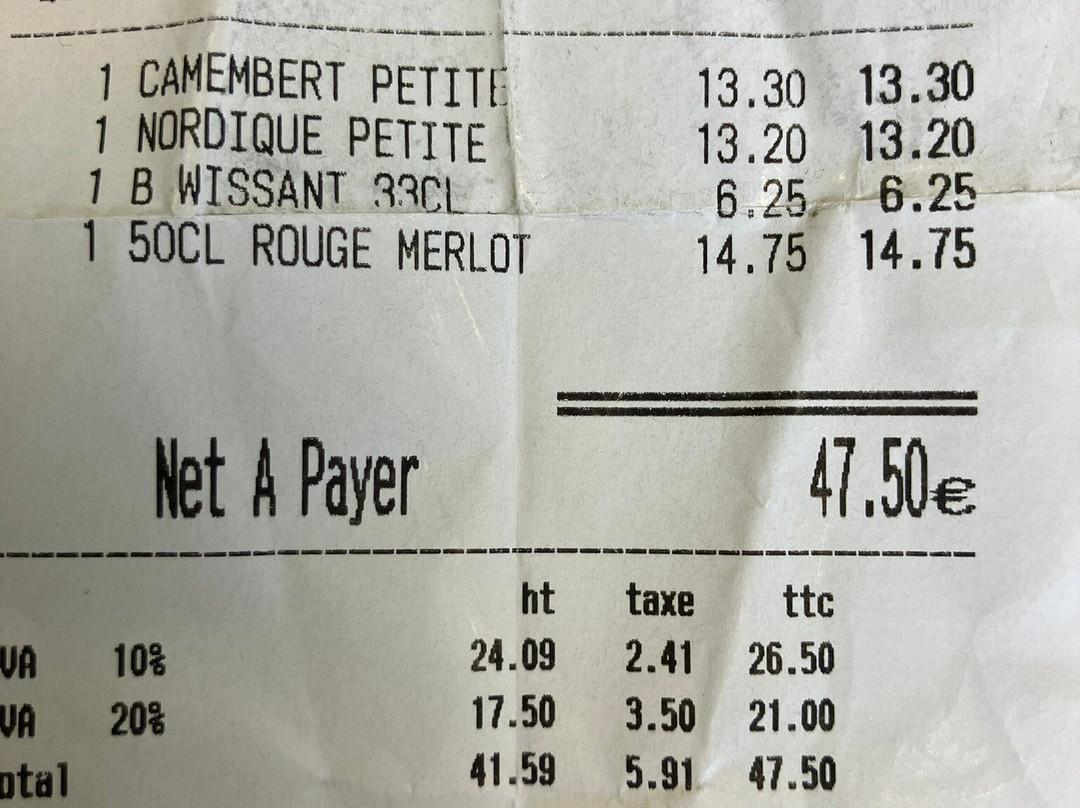 1 CAMEMBERT PETITE 13.30 13.30
1 NORDIQUE PETITE 13.20 13.20
1 B WISSANT 33CL 6.25 6.25
1 50CL ROUGE MERLOT 14.75 14.75
Net A Payer 47.50€
ht taxe ttc
VA 10% 24.09 2.41 26.50
VA 20% 17.50 3.50 21.00
otal 41.59 5.91 47.50